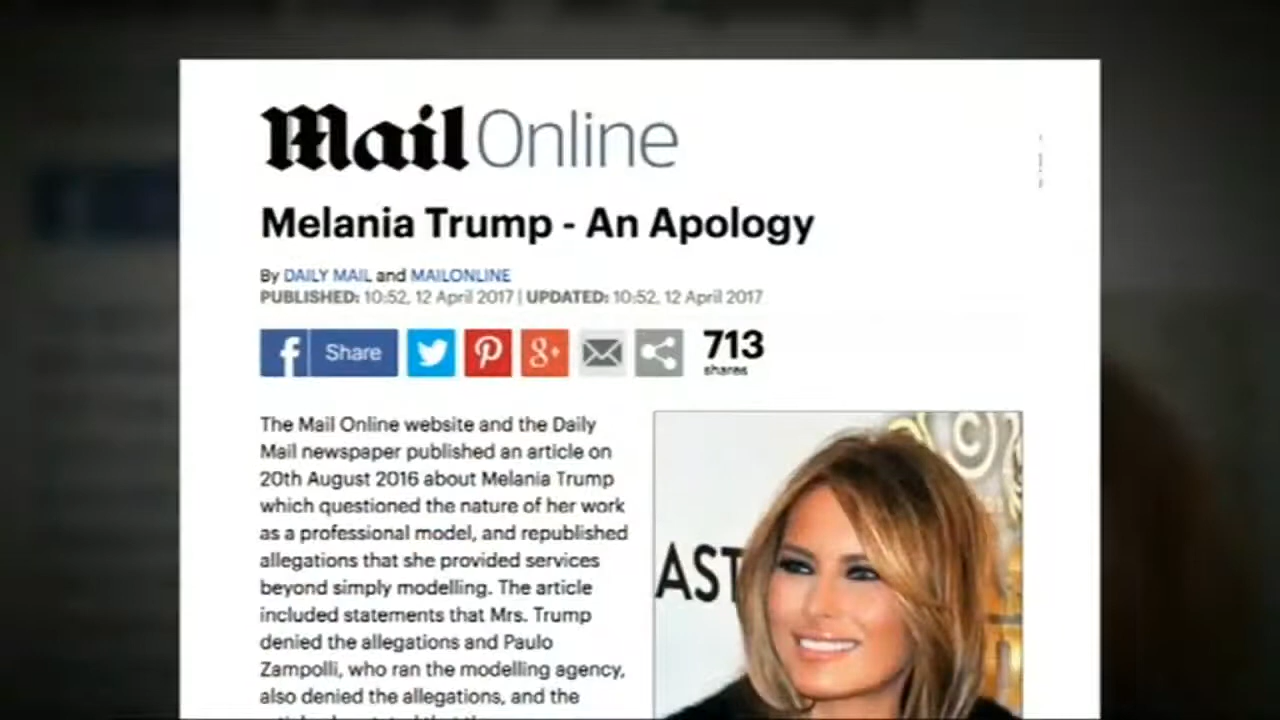 Mail Online
Melania Trump - An Apology
By DAILY MAIL and MAILONLINE
PUBLISHED: 10:52, 12 April 2017 | UPDATED: 10:52, 12 April 2017
f Share
8+
713
shares
The Mail Online website and the Daily
Mail newspaper published an article on
20th August 2016 about Melania Trump
which questioned the nature of her work
as a professional model, and republished
allegations that she provided services
beyond simply modelling. The article
included statements that Mrs. Trump
denied the allegations and Paulo
Zampolli, who ran the modelling agency,
also denied the allegations, and the
©
AST